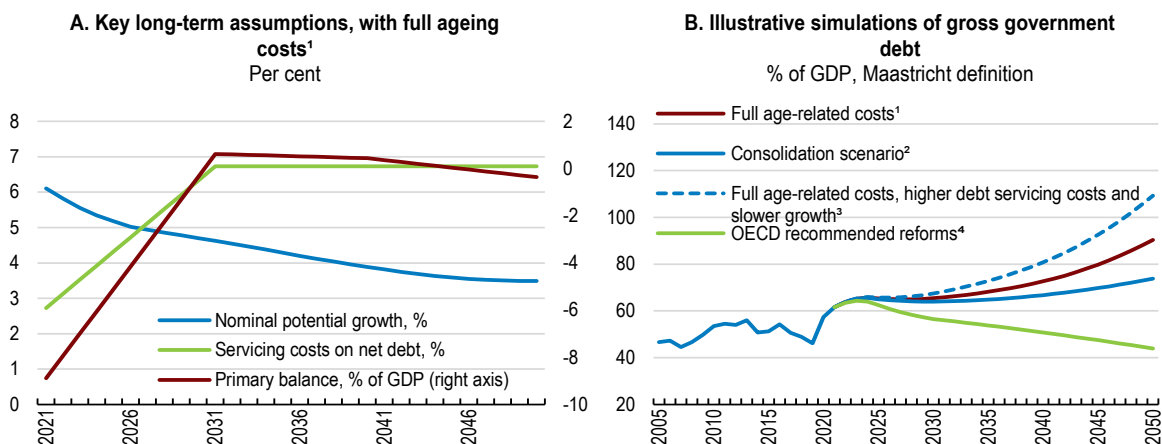 A. Key long-term assumptions, with full ageing
costs¹
Per cent
8
7
6
5
4
3
2
1
0
2
0
-2
-4
-6
-8
-10
Nominal potential growth, %
Servicing costs on net debt, %
Primary balance, % of GDP (right axis)
2021
2026
2031
2036
2041
2046
B. Illustrative simulations of gross government
debt
% of GDP, Maastricht definition
140
120
100
80
60
40
20
Full age-related costs¹
Consolidation scenario²
Full age-related costs, higher debt servicing costs and
slower growth³
OECD recommended reforms⁴
2005
2010
2015
2020
2025
2030
2035
2040
2045
2050